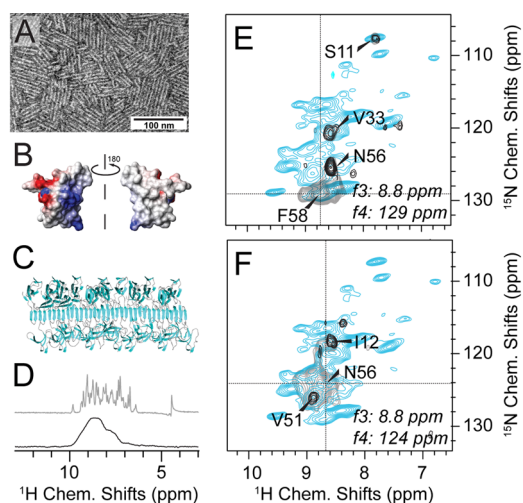 A
100 nm
B
180
C
D
10 5
¹H Chem. Shifts (ppm)
E
S11
V33
N56
F58
f3: 8.8 ppm
f4: 129 ppm
110
120
130
¹⁵N Chem. Shifts (ppm)
F
I12
N56
V51
f3: 8.8 ppm
f4: 124 ppm
110
120
130
¹⁵N Chem. Shifts (ppm)
10 9 8 7
¹H Chem. Shifts (ppm)